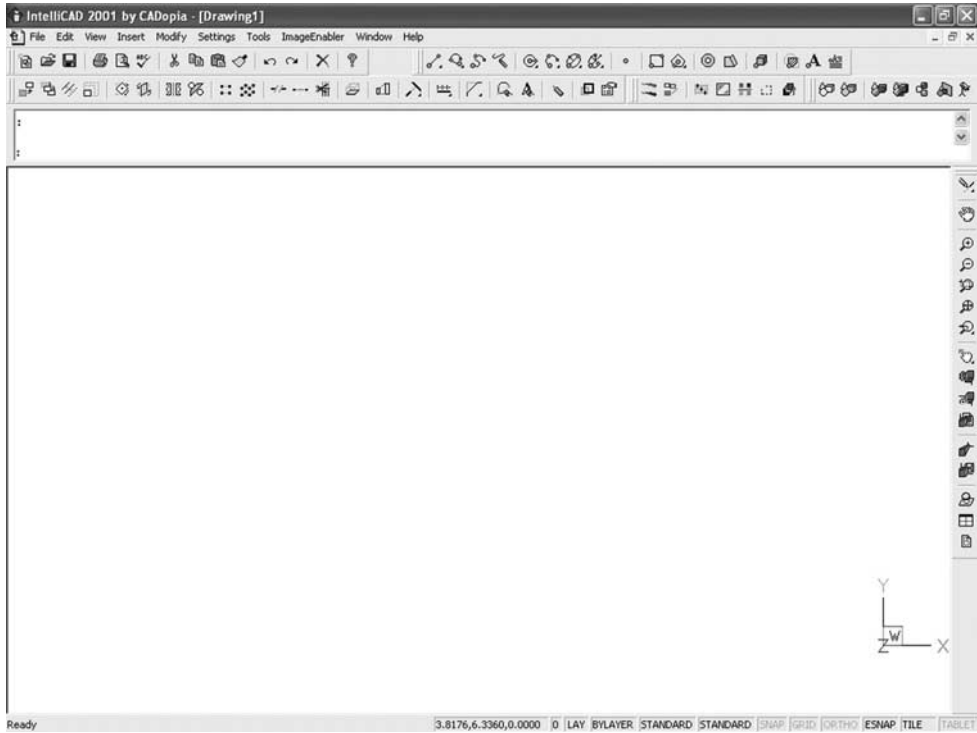 IntelliCAD 2001 by CADopia - [Drawing1]
File Edit View Insert Modify Settings Tools ImageEnabler Window Help
:
:
Y
W
Z X
Ready 3.8176,6.3360,0.0000 0 LAY BYLAYER STANDARD STANDARD SNAP GRID ORTHO ESNAP TILE TABLET